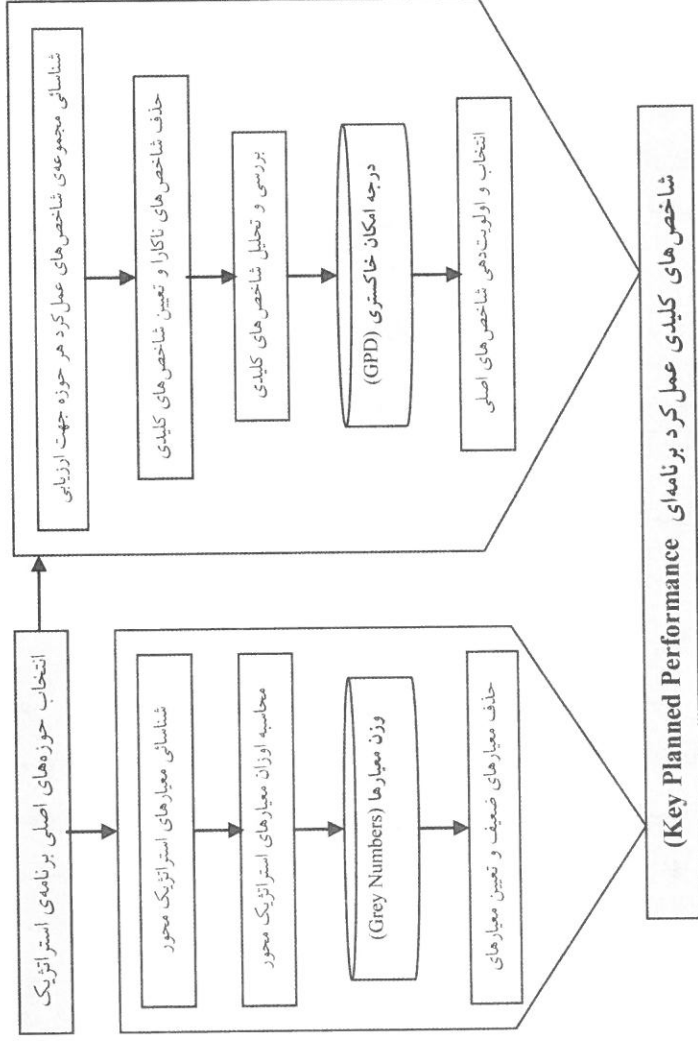 انتخاب حوزه‌های اصلی برنامه‌ی استراتژیک
شناسائی معیارهای استراتژیک محور
محاسبه اوزان معیارهای استراتژیک محور
وزن معیارها (Grey Numbers)
حذف معیارهای ضعیف و تعیین معیارهای
شناسائی مجموعه‌ی شاخص‌های عمل‌کرد هر حوزه جهت ارزیابی
حذف شاخص‌های ناکارا و تعیین شاخص‌های کلیدی
بررسی و تحلیل شاخص‌های کلیدی
درجه امکان خاکستری (GPD)
انتخاب و اولویت‌دهی شاخص‌های اصلی
شاخص‌های کلیدی عمل‌کرد برنامه‌ای Key Planned Performance)